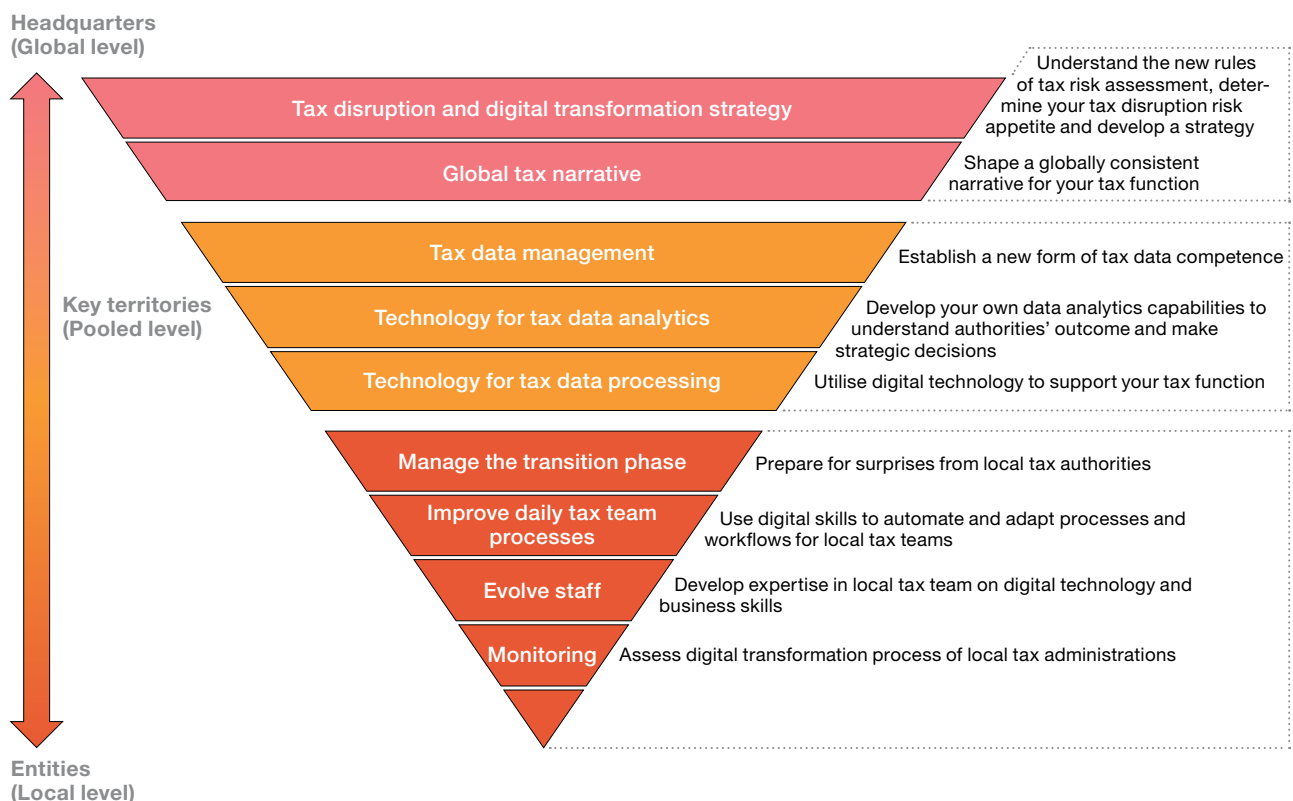 Headquarters
(Global level)
Understand the new rules
of tax risk assessment, deter-
mine your tax disruption risk
appetite and develop a strategy
Tax disruption and digital transformation strategy
Global tax narrative
Shape a globally consistent
narrative for your tax function
Tax data management
Establish a new form of tax data competence
Key territories
(Pooled level)
Technology for tax data analytics
Develop your own data analytics capabilities to
understand authorities’ outcome and make
strategic decisions
Technology for tax data processing
Utilise digital technology to support your tax function
Manage the transition phase
Prepare for surprises from local tax authorities
Improve daily tax team
processes
Use digital skills to automate and adapt processes and
workflows for local tax teams
Evolve staff
Develop expertise in local tax team on digital technology and
business skills
Monitoring
Assess digital transformation process of local tax administrations
Entities
(Local level)